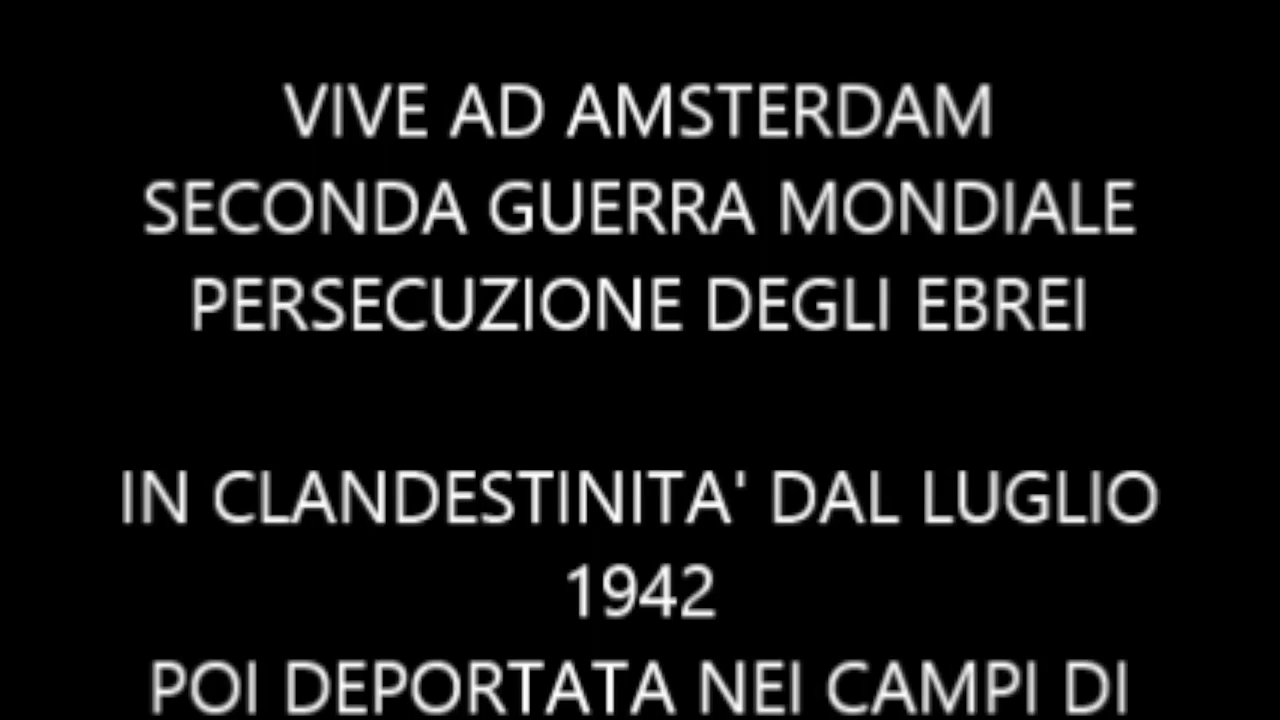 VIVE AD AMSTERDAM
SECONDA GUERRA MONDIALE
PERSECUZIONE DEGLI EBREI
IN CLANDESTINITA' DAL LUGLIO
1942
POI DEPORTATA NEI CAMPI DI